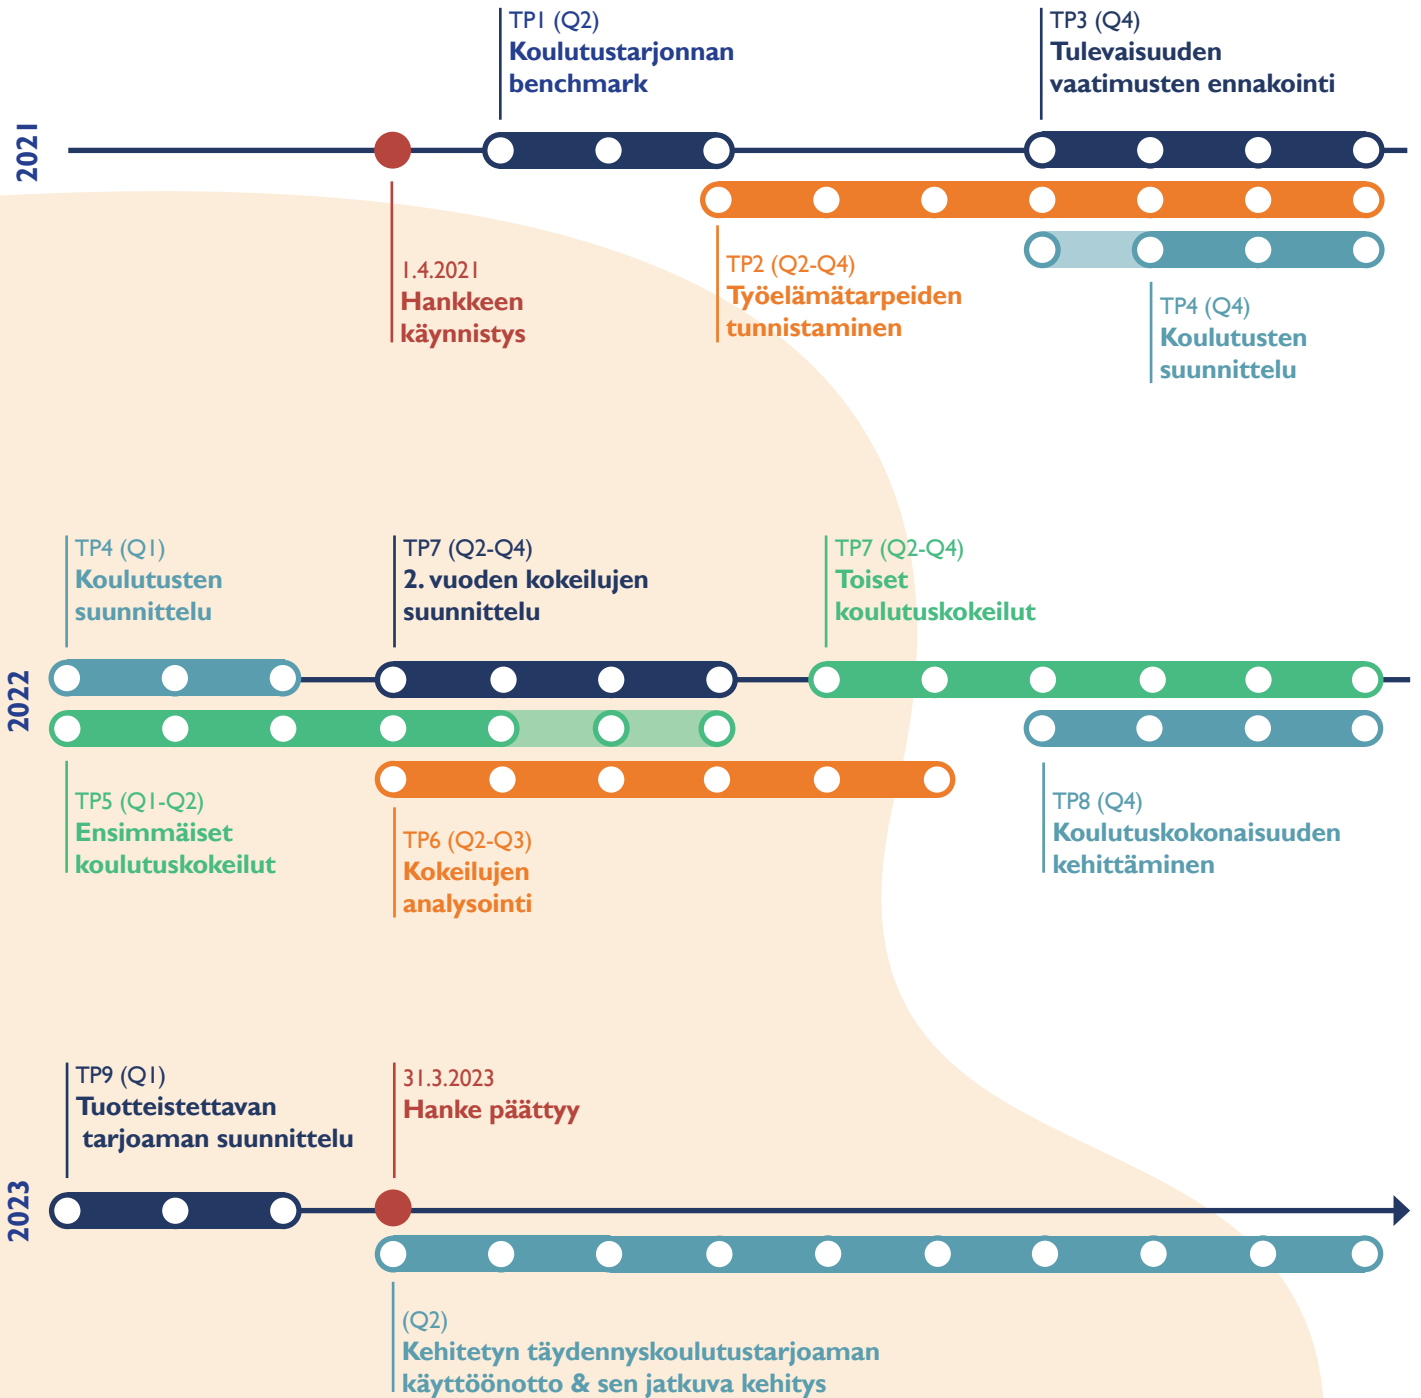 2021
TP1 (Q2)
Koulutustarjonnan
benchmark
TP3 (Q4)
Tulevaisuuden
vaatimusten ennakointi
1.4.2021
Hankkeen
käynnistys
TP2 (Q2-Q4)
Työelämätarpeiden
tunnistaminen
TP4 (Q4)
Koulutusten
suunnittelu
2022
TP4 (Q1)
Koulutusten
suunnittelu
TP7 (Q2-Q4)
2. vuoden kokeilujen
suunnittelu
TP7 (Q2-Q4)
Toiset
koulutuskokeilut
TP5 (Q1-Q2)
Ensimmäiset
koulutuskokeilut
TP6 (Q2-Q3)
Kokeilujen
analysointi
TP8 (Q4)
Koulutuskokonaisuuden
kehittäminen
2023
TP9 (Q1)
Tuotteistettavan
tarjoaman suunnittelu
31.3.2023
Hanke päättyy
(Q2)
Kehitetyn täydennyskoulutustarjoaman
käyttöönotto & sen jatkuva kehitys